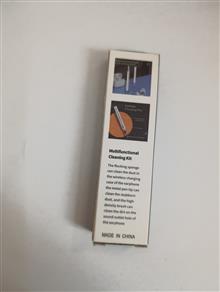 Multifunctional
Cleaning Kit
The flocking sponge
can clean the dust in
the wireless charging
case of the earphone
the metal pen tip can
clean the stubborn
dust, and the high
density brush can
clean the dirt on the
sound outlet hole of
the earphone
MADE IN CHINA